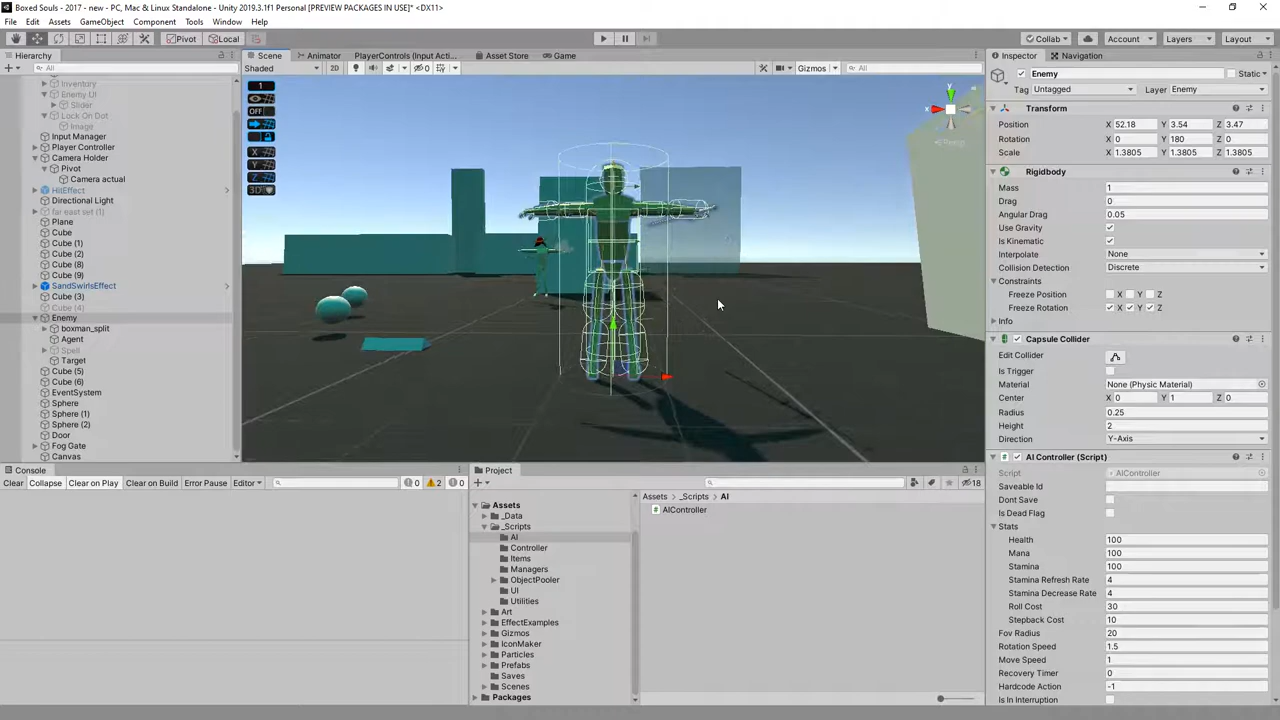 Boxed Souls - 2017 - new - PC, Mac & Linux Standalone - Unity 2019.3.1f1 Personal [PREVIEW PACKAGES IN USE]* <DX11>
File Edit Assets GameObject Component Tools Window Help
Pivot Local Collab Account Layers Layout
Hierarchy Scene Animator PlayerControls (Input Acti... Asset Store Game Inspector Navigation
All Shaded 2D 0 Gizmos All Enemy Static
Inventory
Enemy UI
Slider
Lock On Dot
Image
Input Manager
Player Controller
Camera Holder
Pivot
Camera actual
HitEffect
Directional Light
far east set (1)
Plane
Cube
Cube (1)
Cube (2)
Cube (8)
Cube (9)
SandSwirlsEffect
Cube (3)
Cube (4)
Enemy
boxman_split
Agent
Spell
Target
Cube (5)
Cube (6)
EventSystem
Sphere
Sphere (1)
Sphere (2)
Door
Fog Gate
Canvas
1
OFF
X
Y
Z
3D
y
x
Tag Untagged Layer Enemy
Transform
Position X 52.18 Y 3.54 Z 3.47
Rotation X 0 Y 180 Z 0
Scale X 1.3805 Y 1.3805 Z 1.3805
Rigidbody
Mass 1
Drag 0
Angular Drag 0.05
Use Gravity
Is Kinematic
Interpolate None
Collision Detection Discrete
Constraints
Freeze Position X Y Z
Freeze Rotation X Y Z
Info
Capsule Collider
Edit Collider
Is Trigger
Material None (Physic Material)
Center X 0 Y 1 Z 0
Radius 0.25
Height 2
Direction Y-Axis
AI Controller (Script)
Script AIController
Saveable Id
Dont Save
Is Dead Flag
Stats
Health 100
Mana 100
Stamina 100
Stamina Refresh Rate 4
Stamina Decrease Rate 4
Roll Cost 30
Stepback Cost 10
Fov Radius 20
Rotation Speed 1.5
Move Speed 1
Recovery Timer 0
Hardcode Action -1
Is In Interruption
Console
Clear Collapse Clear on Play Clear on Build Error Pause Editor 0 2 0
Project
18
Assets
_Data
_Scripts
AI
Controller
Items
Managers
ObjectPooler
UI
Utilities
Art
EffectExamples
Gizmos
IconMaker
Particles
Prefabs
Saves
Scenes
Packages
Assets > _Scripts > AI
AIController